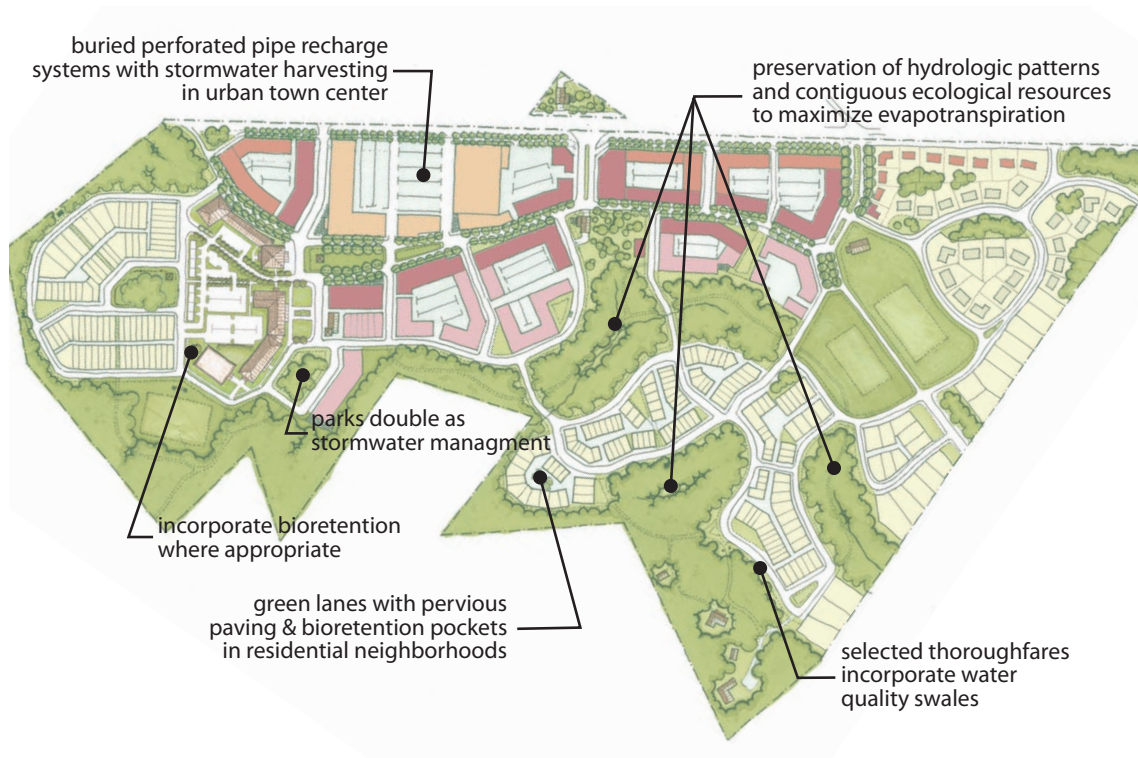 buried perforated pipe recharge
systems with stormwater harvesting
in urban town center
preservation of hydrologic patterns
and contiguous ecological resources
to maximize evapotranspiration
parks double as
stormwater managment
incorporate bioretention
where appropriate
green lanes with pervious
paving & bioretention pockets
in residential neighborhoods
selected thoroughfares
incorporate water
quality swales